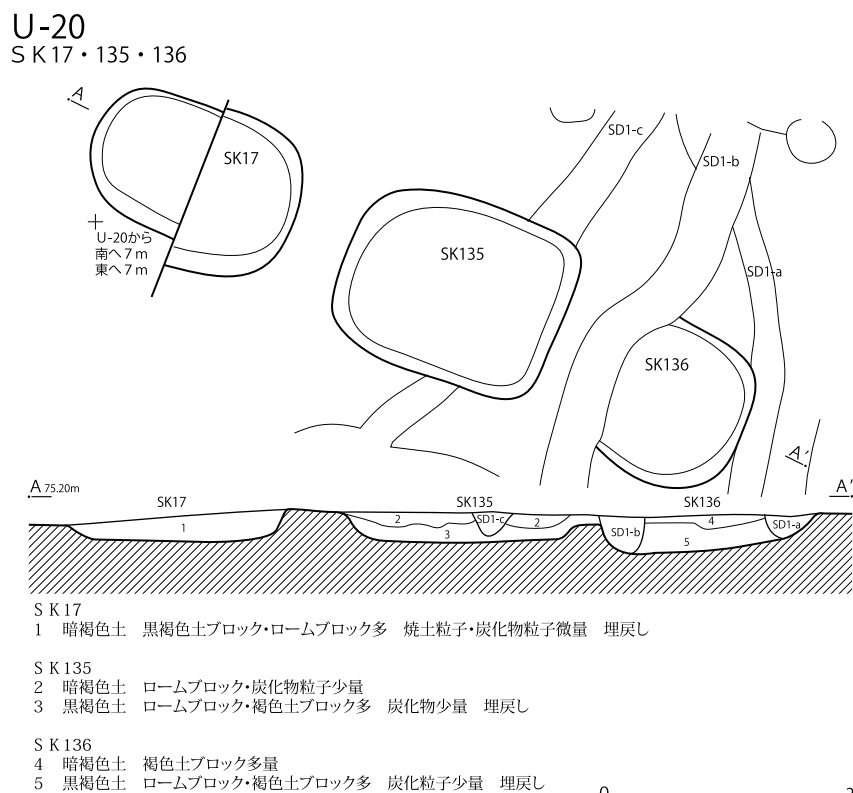 U-20
SK17・135・136
A
SK17
U-20から
南へ7m
東へ7m
SD1-c
SD1-b
SK135
SD1-a
SK136
A'
A 75.20m
A'
SK17
SK135
SK136
1
2
SD1-c
2
3
SD1-b
4
SD1-a
5
SK17
1 暗褐色土 黒褐色土ブロック・ロームブロック多 焼土粒子・炭化物粒子微量 埋戻し
SK135
2 暗褐色土 ロームブロック・炭化物粒子少量
3 黒褐色土 ロームブロック・褐色土ブロック多 炭化物少量 埋戻し
SK136
4 暗褐色土 褐色土ブロック多量
5 黒褐色土 ロームブロック・褐色土ブロック多 炭化粒子少量 埋戻し